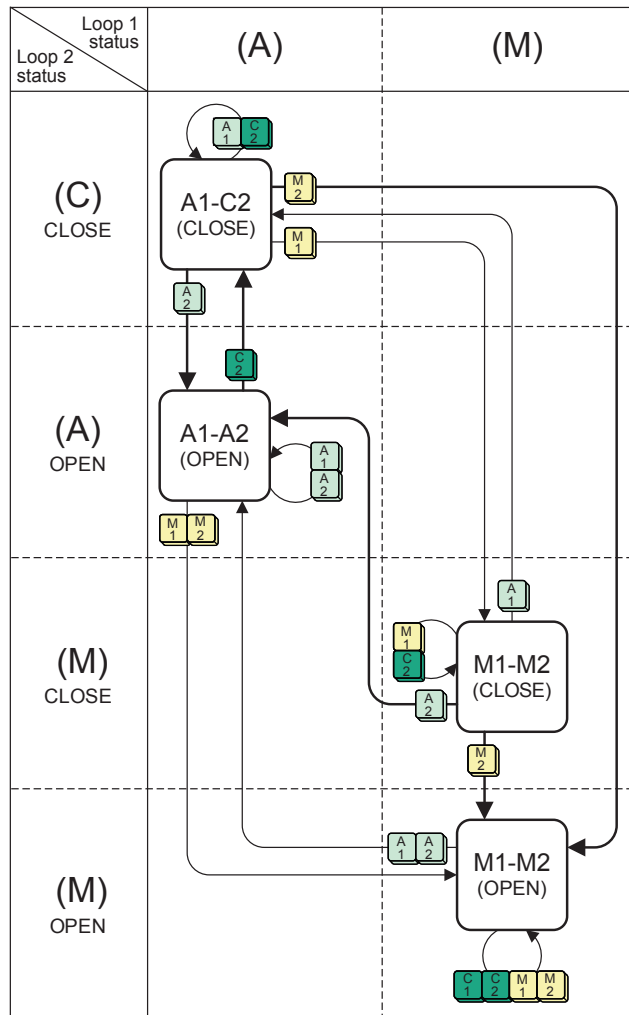 Loop 1
status
Loop 2
status
(A)
(M)
A
1
C
2
(C)
CLOSE
A1-C2
(CLOSE)
M
2
M
1
A
2
C
2
(A)
OPEN
A1-A2
(OPEN)
A
1
A
2
M
1
M
2
A
1
(M)
CLOSE
M
1
C
2
M1-M2
(CLOSE)
A
2
M
2
(M)
OPEN
A
1
A
2
M1-M2
(OPEN)
C
1
C
2
M
1
M
2